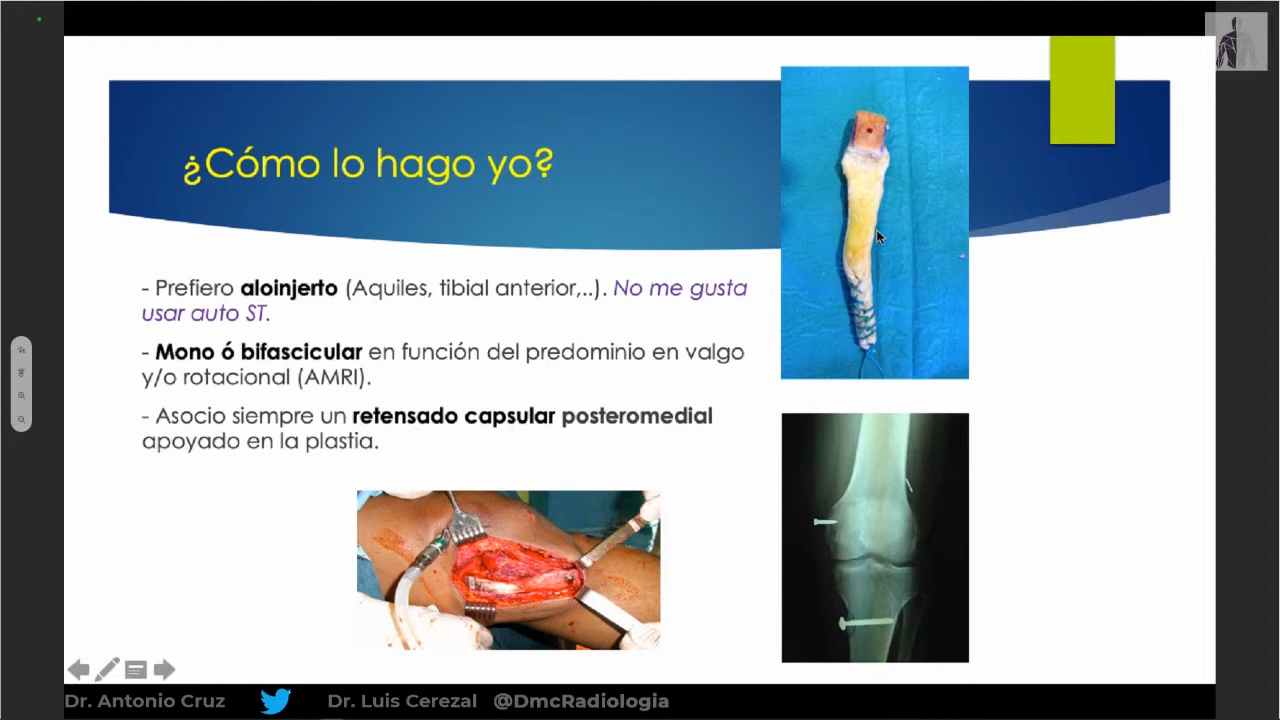 ¿Cómo lo hago yo?
- Prefiero aloinjerto (Aquiles, tibial anterior,..). No me gusta
usar auto ST.
- Mono ó bifascicular en función del predominio en valgo
y/o rotacional (AMRI).
- Asocio siempre un retensado capsular posteromedial
apoyado en la plastia.
Dr. Antonio Cruz Dr. Luis Cerezal @DmcRadiologia